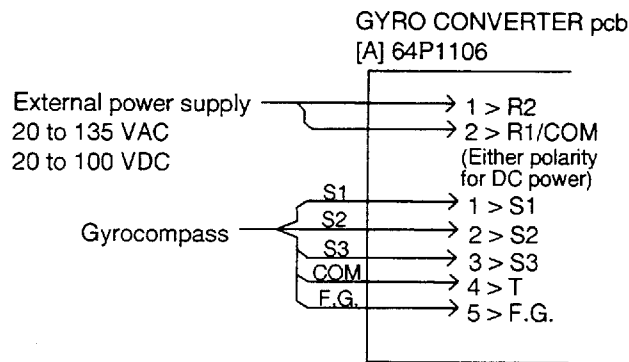 GYRO CONVERTER pcb
[A] 64P1106
External power supply
20 to 135 VAC
20 to 100 VDC
1 > R2
2 > R1/COM
(Either polarity
for DC power)
Gyrocompass
S1
S2
S3
COM
F.G.
1 > S1
2 > S2
3 > S3
4 > T
5 > F.G.